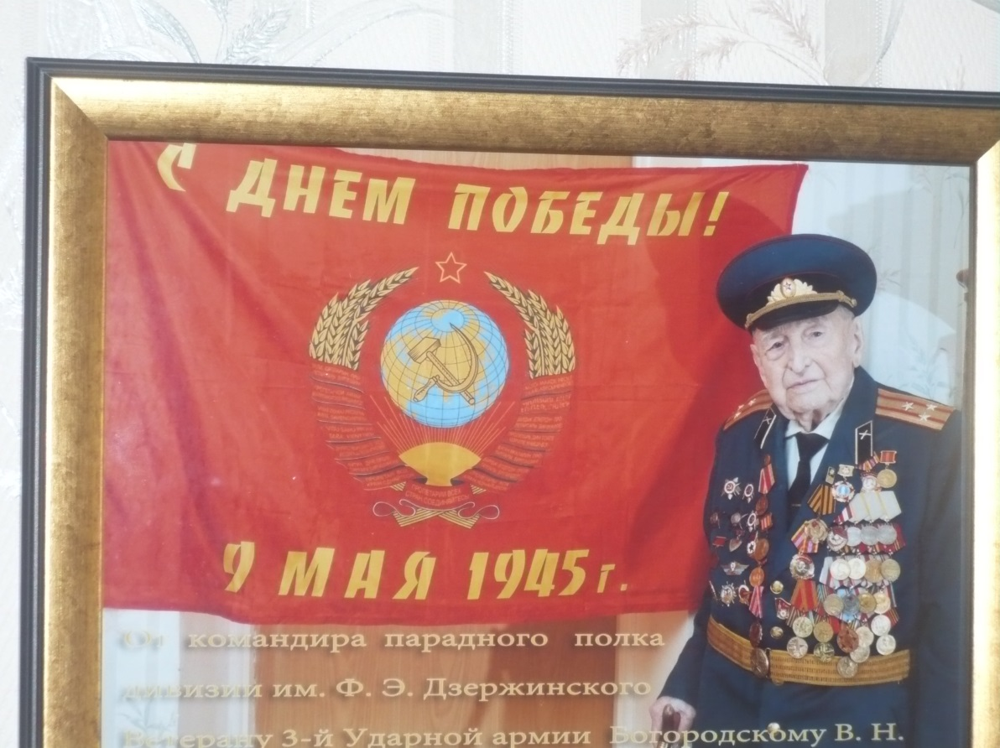 С ДНЕМ ПОБЕДЫ!
9 МАЯ 1945 г.
От командира парадного полка
дивизии им. Ф. Э. Дзержинского
Ветерану 3-й Ударной армии Богородскому В. Н.